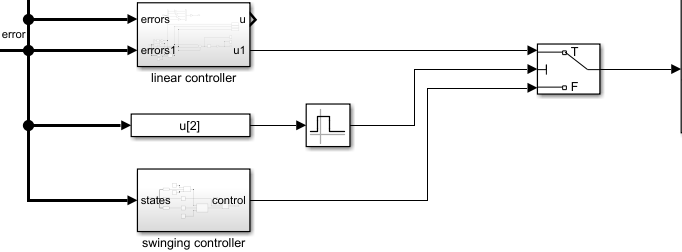 error
errors
u
errors1
u1
linear controller
T
F
u[2]
states
control
swinging controller